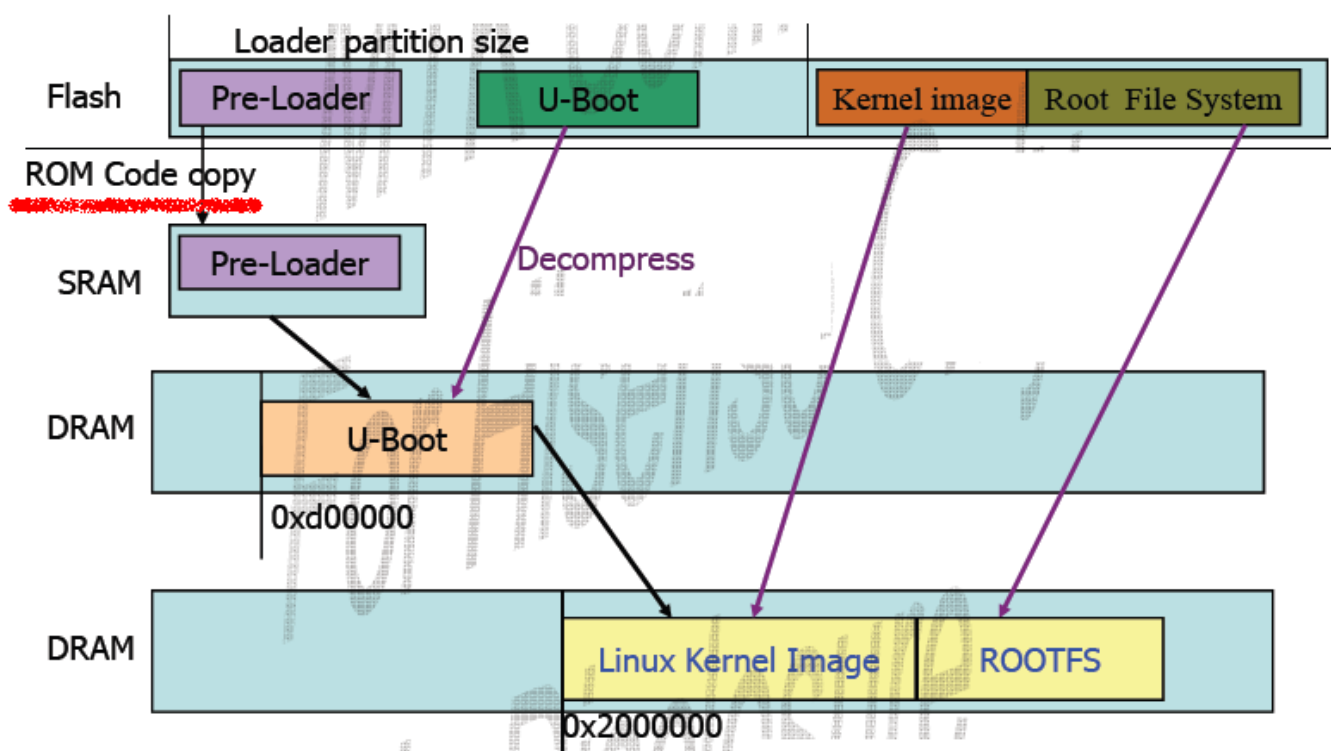 Loader partition size
Flash
Pre-Loader
U-Boot
Kernel image
Root File System
ROM Code copy
SRAM
Pre-Loader
Decompress
DRAM
U-Boot
0xd00000
DRAM
Linux Kernel Image
ROOTFS
0x2000000